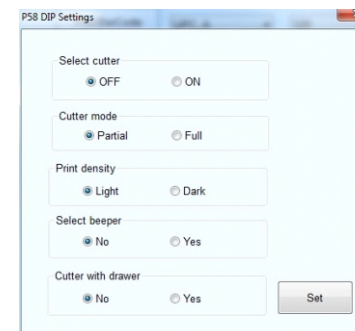 P58 DIP Settings
Select cutter
OFF ON
Cutter mode
Partial Full
Print density
Light Dark
Select beeper
No Yes
Cutter with drawer
No Yes
Set